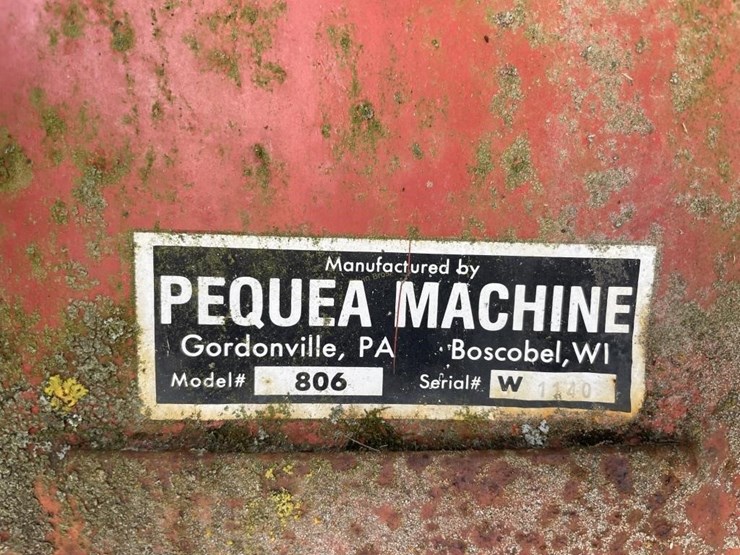 Manufactured by
PEQUEA MACHINE
Gordonville, PA Boscobel, WI
Model# 806 Serial# W 1140